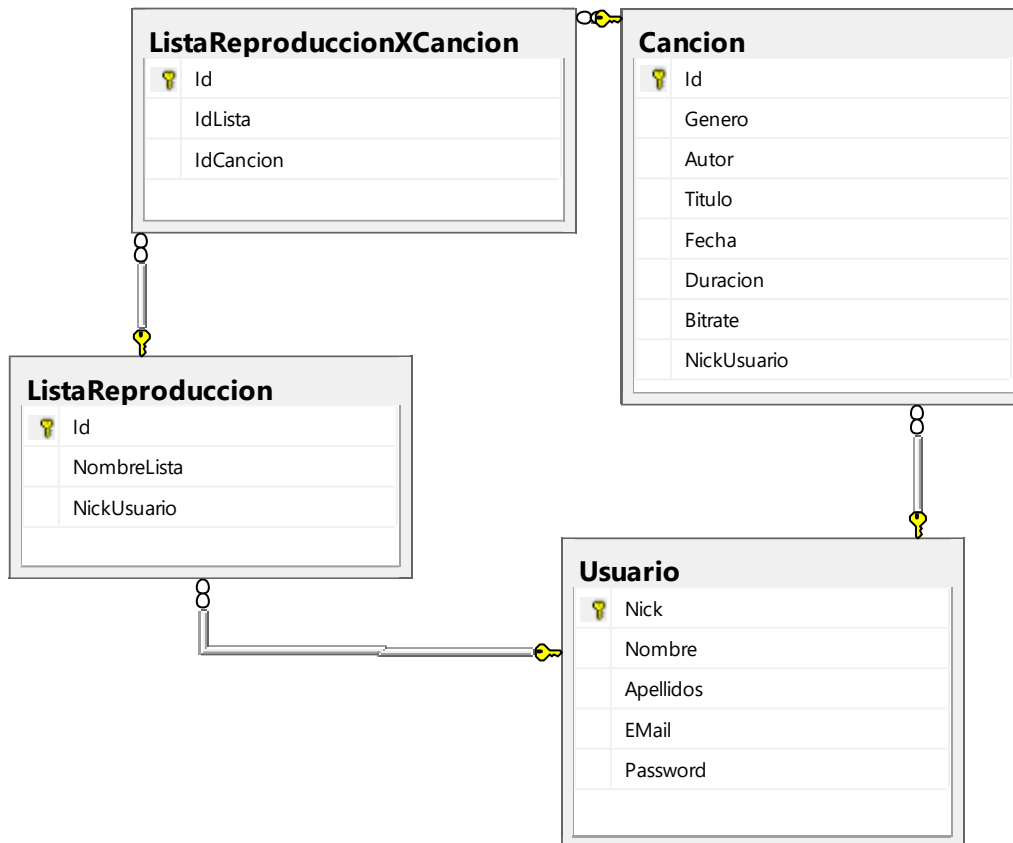 ListaReproduccionXCancion
Id
IdLista
IdCancion
Cancion
Id
Genero
Autor
Titulo
Fecha
Duracion
Bitrate
NickUsuario
ListaReproduccion
Id
NombreLista
NickUsuario
Usuario
Nick
Nombre
Apellidos
EMail
Password